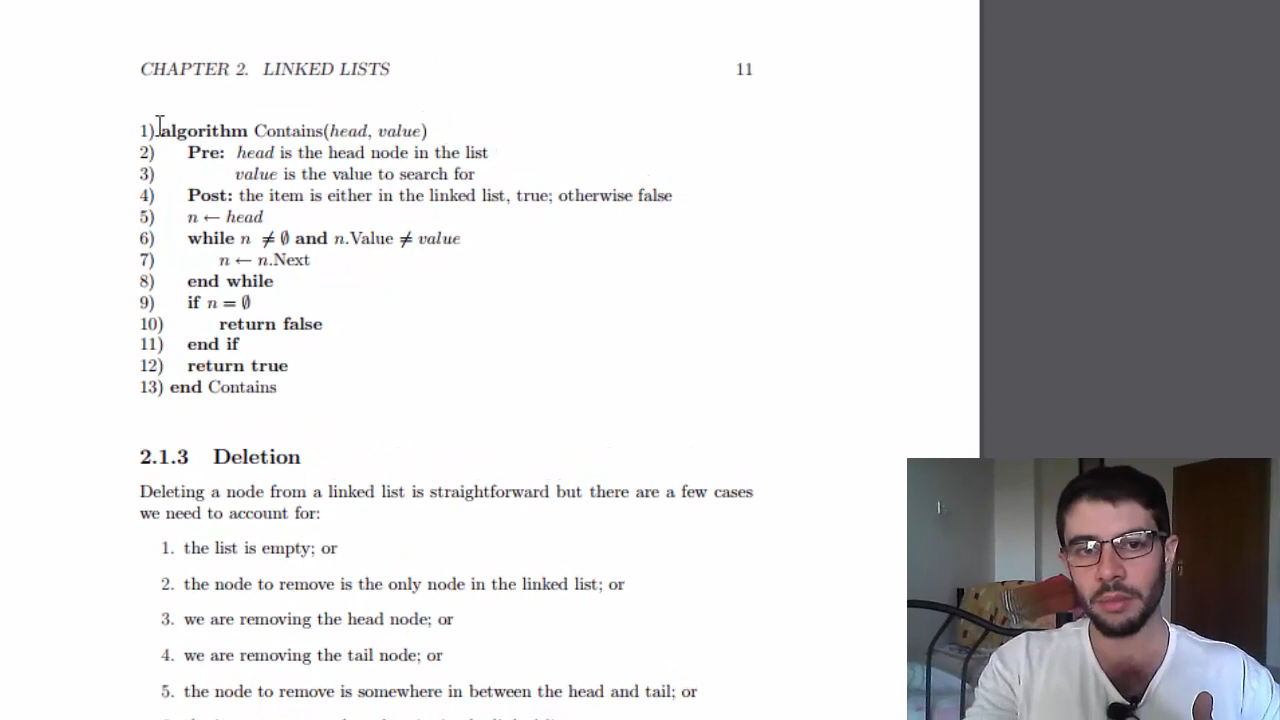 CHAPTER 2. LINKED LISTS 11
1) algorithm Contains(head, value)
2) Pre: head is the head node in the list
3) value is the value to search for
4) Post: the item is either in the linked list, true; otherwise false
5) n ← head
6) while n ≠ ∅ and n.Value ≠ value
7) n ← n.Next
8) end while
9) if n = ∅
10) return false
11) end if
12) return true
13) end Contains
2.1.3 Deletion
Deleting a node from a linked list is straightforward but there are a few cases
we need to account for:
1. the list is empty; or
2. the node to remove is the only node in the linked list; or
3. we are removing the head node; or
4. we are removing the tail node; or
5. the node to remove is somewhere in between the head and tail; or